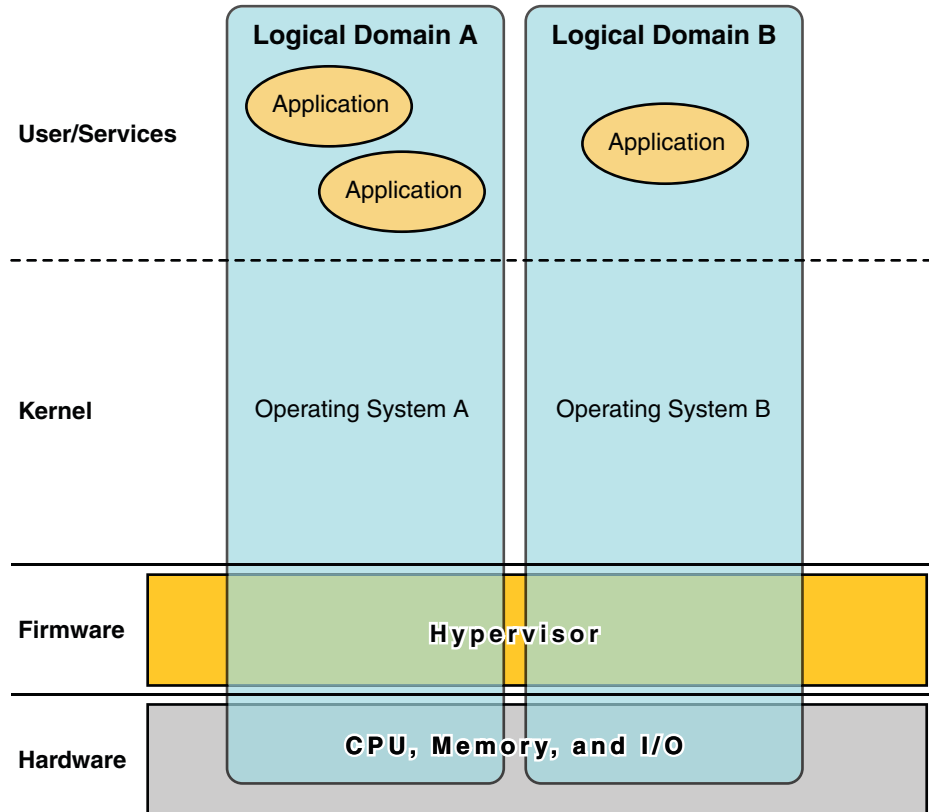 Logical Domain A
Logical Domain B
Application
User/Services
Application
Application
Kernel
Operating System A
Operating System B
Firmware
Hypervisor
Hardware
CPU, Memory, and I/O